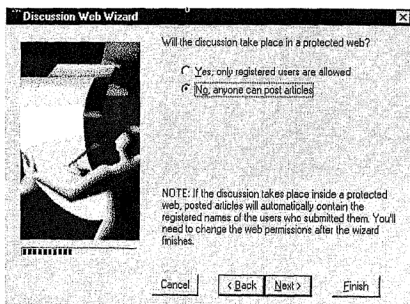 Discussion Web Wizard
Will the discussion take place in a protected web?
Yes, only registered users are allowed
No, anyone can post articles
NOTE: If the discussion takes place inside a protected
web, posted articles will automatically contain the
registered names of the users who submitted them. You'll
need to change the web permissions after the wizard
finishes.
Cancel
< Back
Next >
Finish